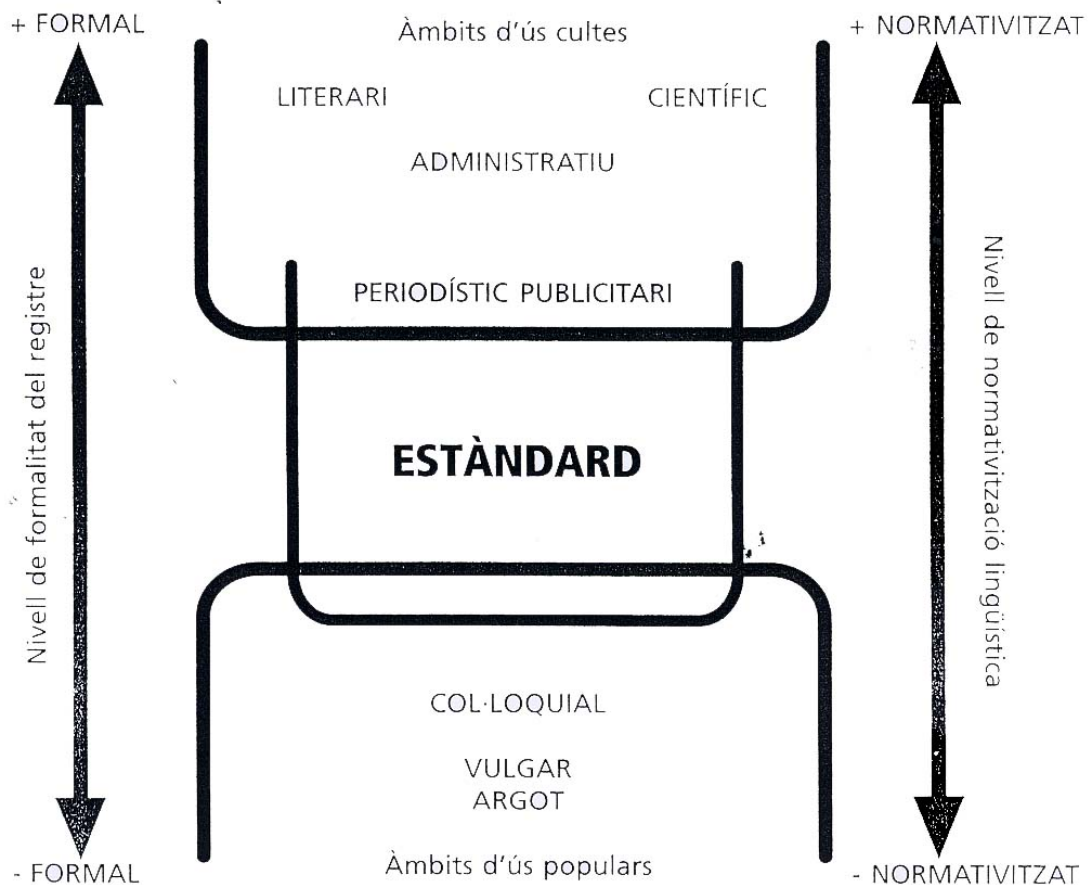 + FORMAL
Àmbits d'ús cultes
+ NORMATIVITZAT
LITERARI
CIENTÍFIC
ADMINISTRATIU
PERIODÍSTIC PUBLICITARI
Nivell de formalitat del registre
Nivell de normativització lingüística
ESTÀNDARD
COL·LOQUIAL
VULGAR
ARGOT
- FORMAL
Àmbits d'ús populars
- NORMATIVITZAT